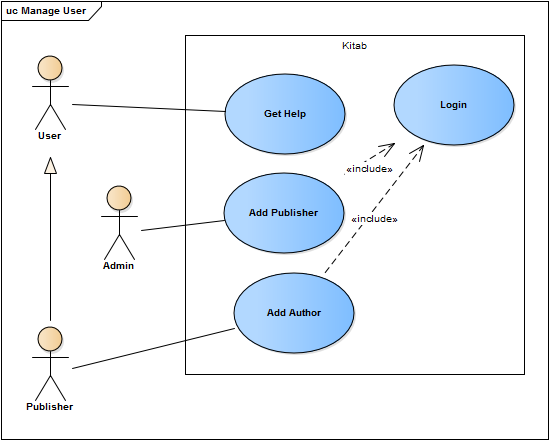 uc Manage User
Kitab
User
Get Help
Login
«include»
Add Publisher
«include»
Admin
Add Author
Publisher